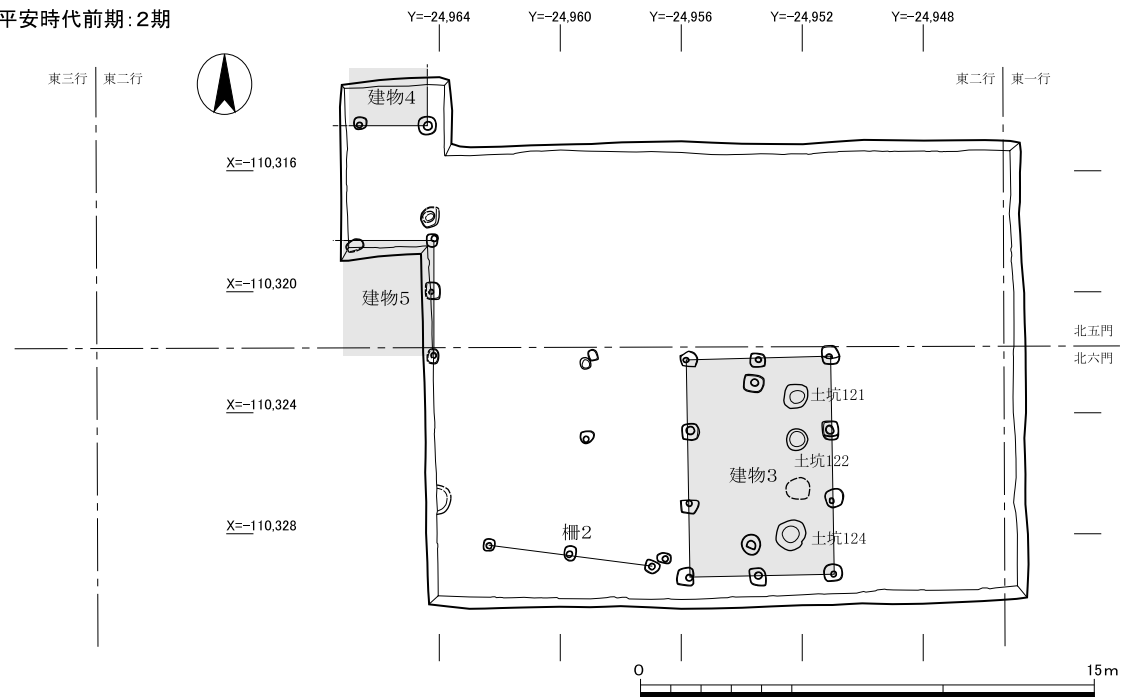 平安時代前期:2期
Y=-24,964
Y=-24,960
Y=-24,956
Y=-24,952
Y=-24,948
東三行
東二行
東二行
東一行
建物4
X=-110,316
X=-110,320
建物5
北五門
北六門
X=-110,324
土坑121
土坑122
建物3
X=-110,328
柵2
土坑124
0
15m